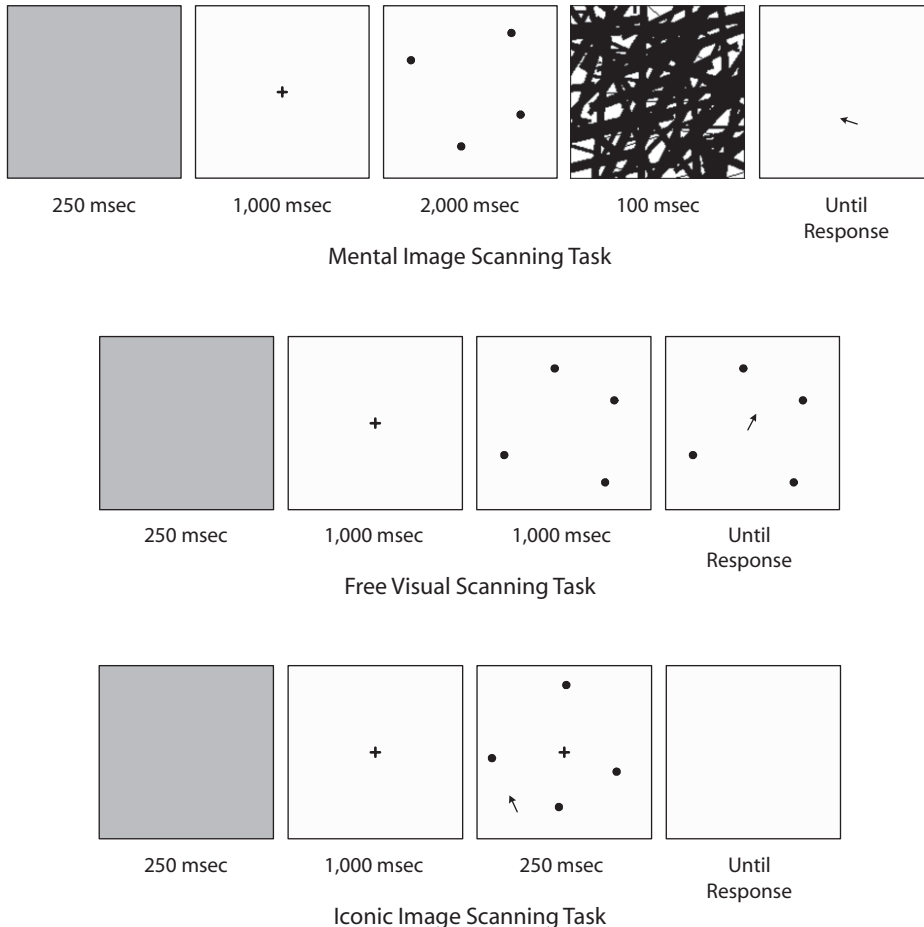 250 msec
1,000 msec
2,000 msec
100 msec
Until
Response
Mental Image Scanning Task
250 msec
1,000 msec
1,000 msec
Until
Response
Free Visual Scanning Task
250 msec
1,000 msec
250 msec
Until
Response
Iconic Image Scanning Task